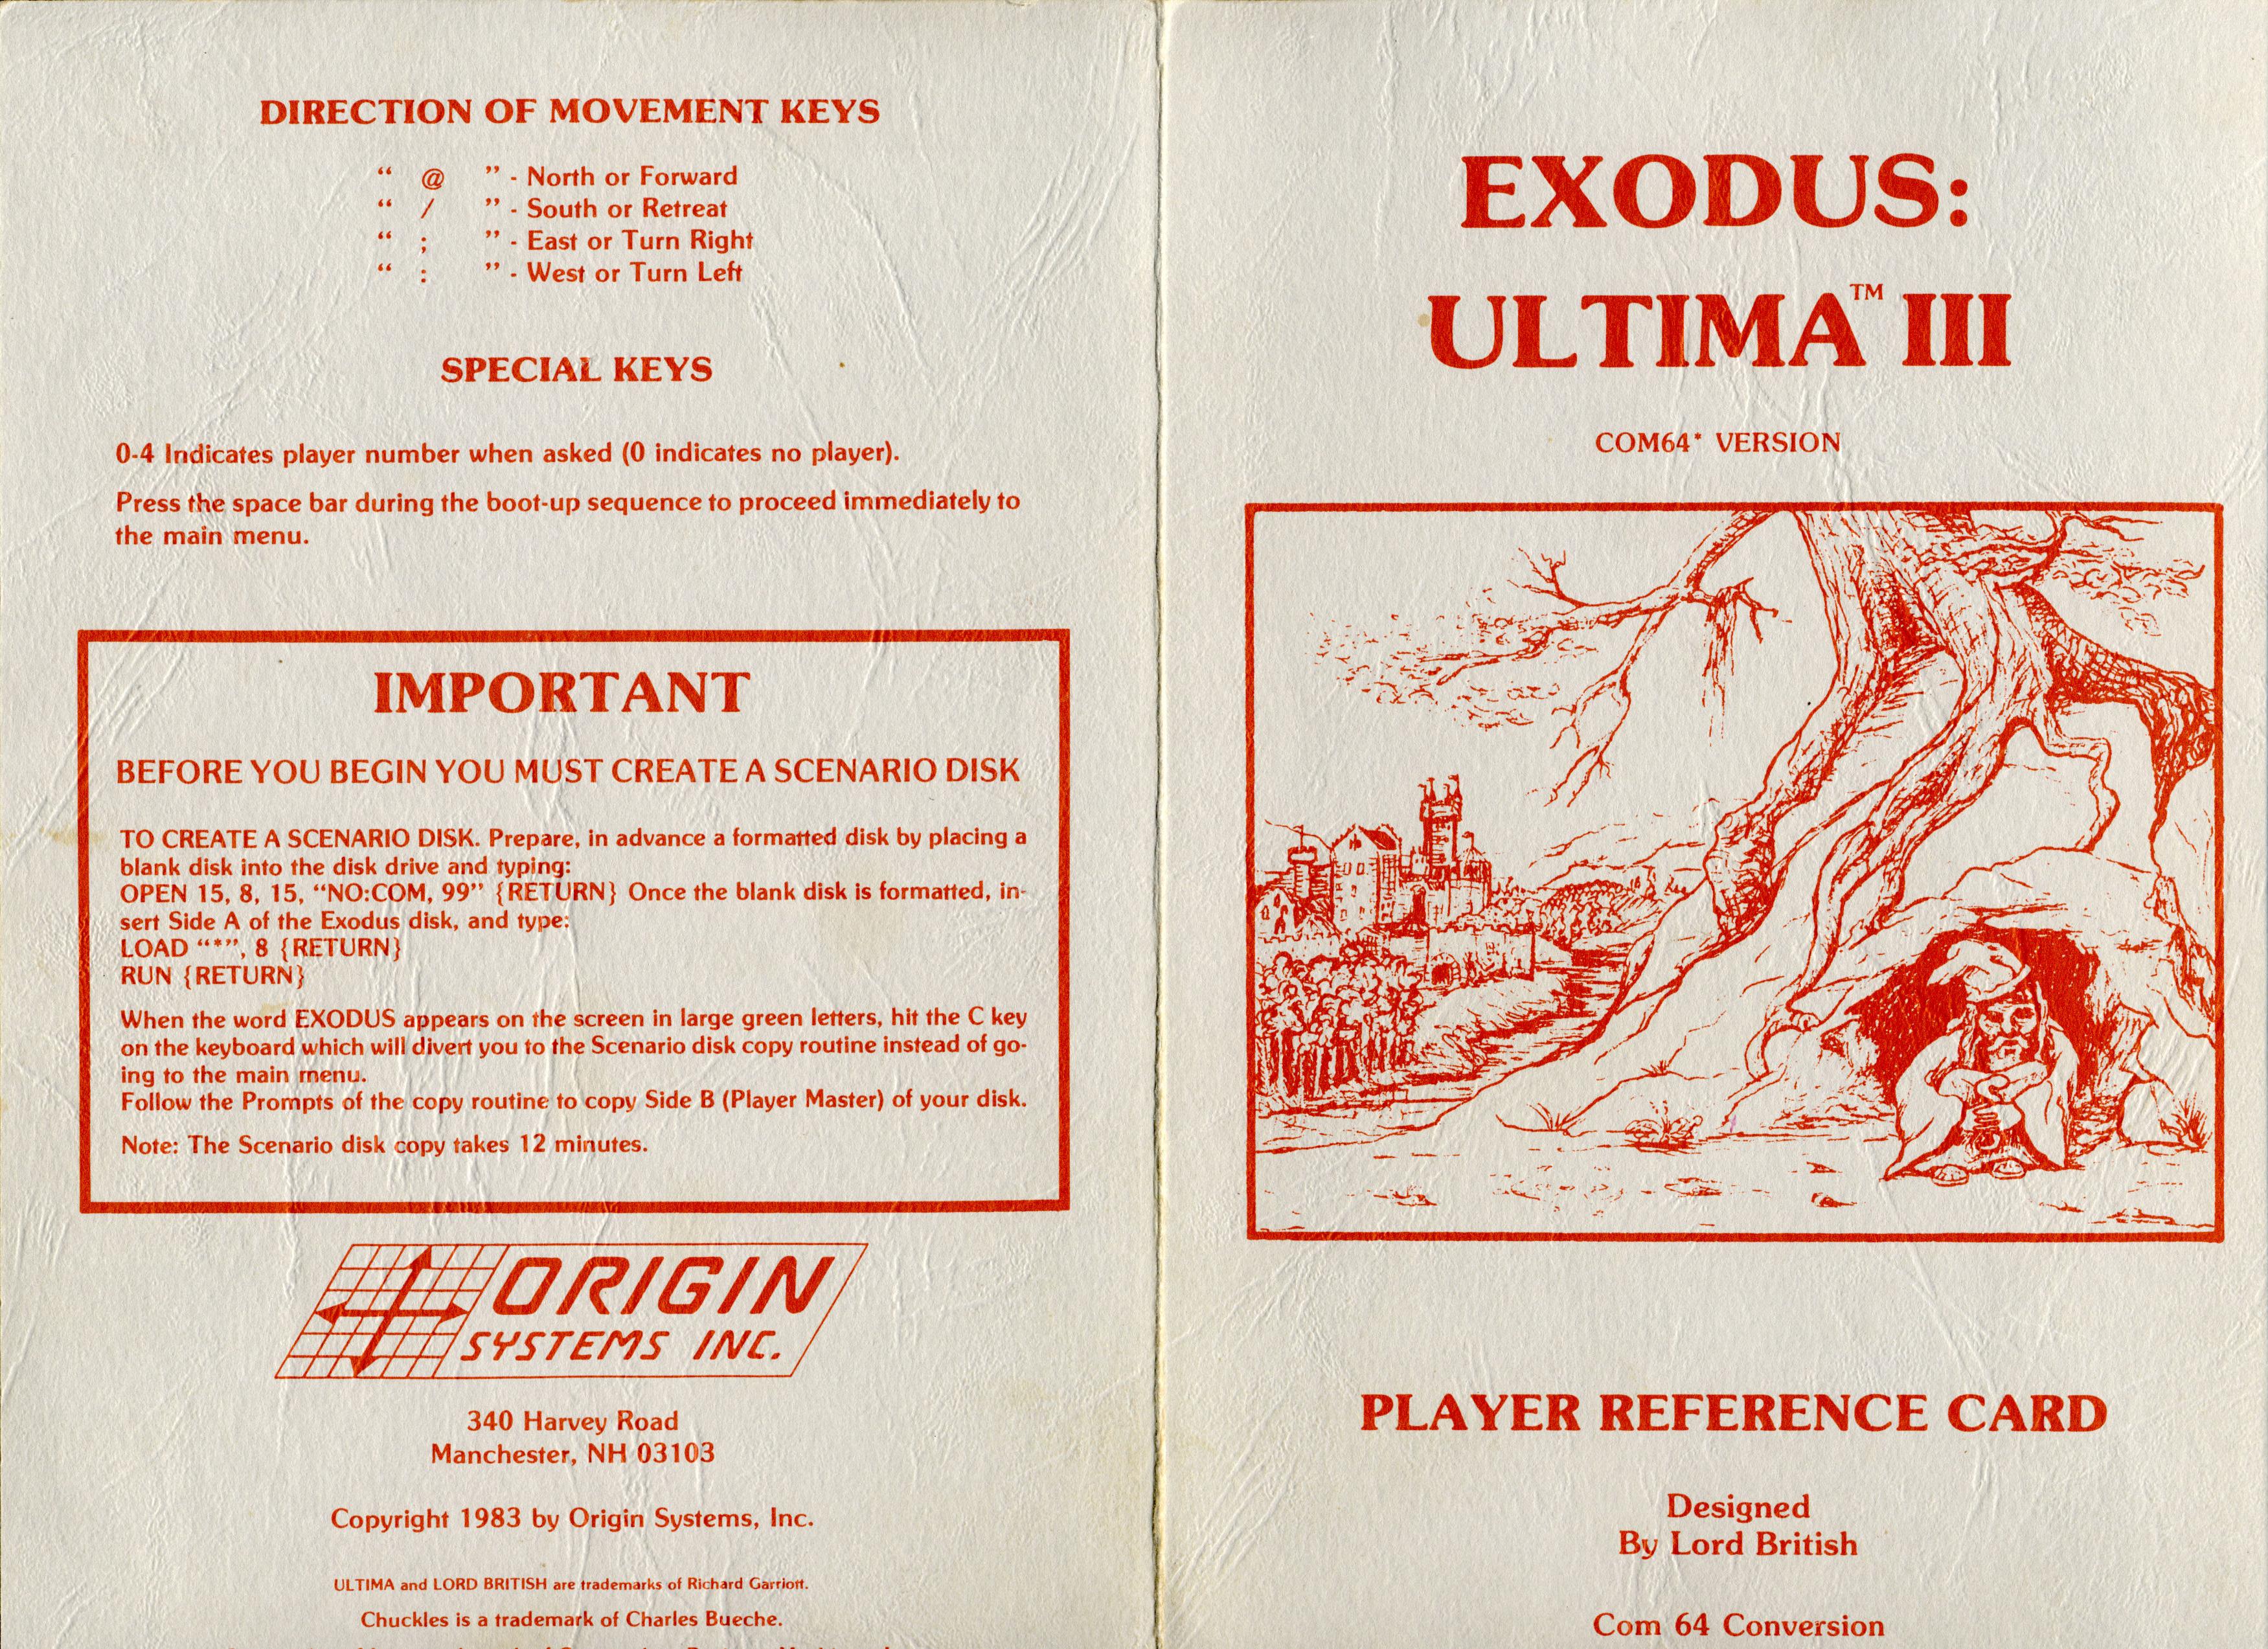 DIRECTION OF MOVEMENT KEYS
“ @ ” - North or Forward
“ / ” - South or Retreat
“ ; ” - East or Turn Right
“ : ” - West or Turn Left
SPECIAL KEYS
0-4 Indicates player number when asked (0 indicates no player).
Press the space bar during the boot-up sequence to proceed immediately to
the main menu.
IMPORTANT
BEFORE YOU BEGIN YOU MUST CREATE A SCENARIO DISK
TO CREATE A SCENARIO DISK. Prepare, in advance a formatted disk by placing a
blank disk into the disk drive and typing:
OPEN 15, 8, 15, “NO:COM, 99” {RETURN} Once the blank disk is formatted, in-
sert Side A of the Exodus disk, and type:
LOAD “*”, 8 {RETURN}
RUN {RETURN}
When the word EXODUS appears on the screen in large green letters, hit the C key
on the keyboard which will divert you to the Scenario disk copy routine instead of go-
ing to the main menu.
Follow the Prompts of the copy routine to copy Side B (Player Master) of your disk.
Note: The Scenario disk copy takes 12 minutes.
ORIGIN
SYSTEMS INC.
340 Harvey Road
Manchester, NH 03103
Copyright 1983 by Origin Systems, Inc.
ULTIMA and LORD BRITISH are trademarks of Richard Garriott.
Chuckles is a trademark of Charles Bueche.
EXODUS:
ULTIMA™ III
COM64* VERSION
PLAYER REFERENCE CARD
Designed
By Lord British
Com 64 Conversion